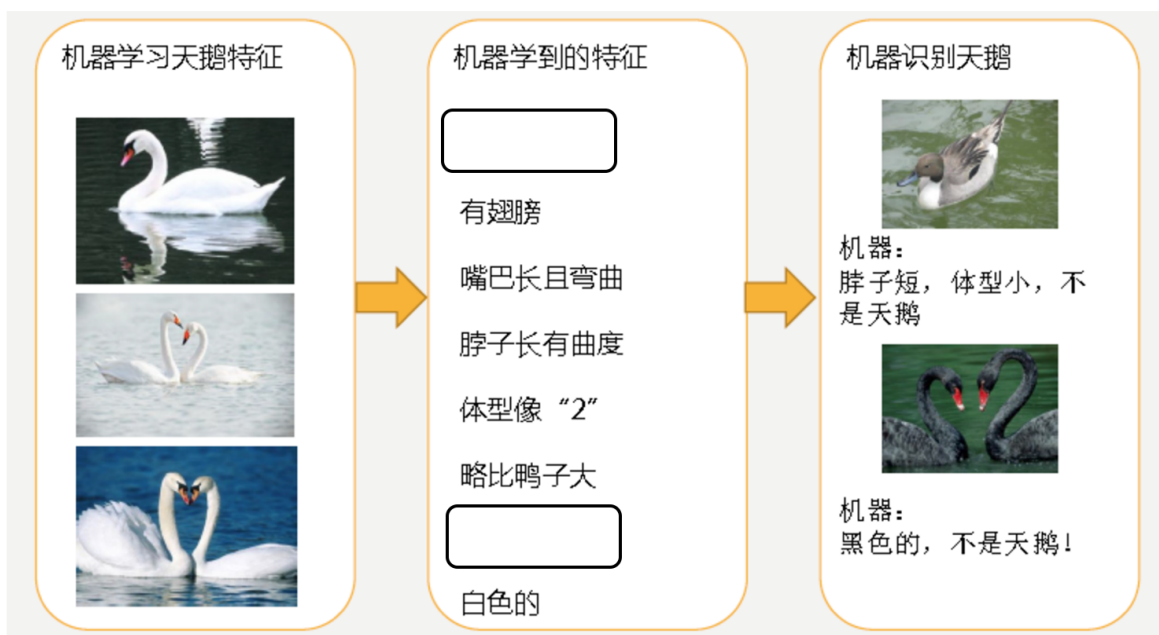 机器学习天鹅特征
机器学到的特征
有翅膀
嘴巴长且弯曲
脖子长有曲度
体型像“2”
略比鸭子大
白色的
机器识别天鹅
机器：
脖子短，体型小，不
是天鹅
机器：
黑色的，不是天鹅！